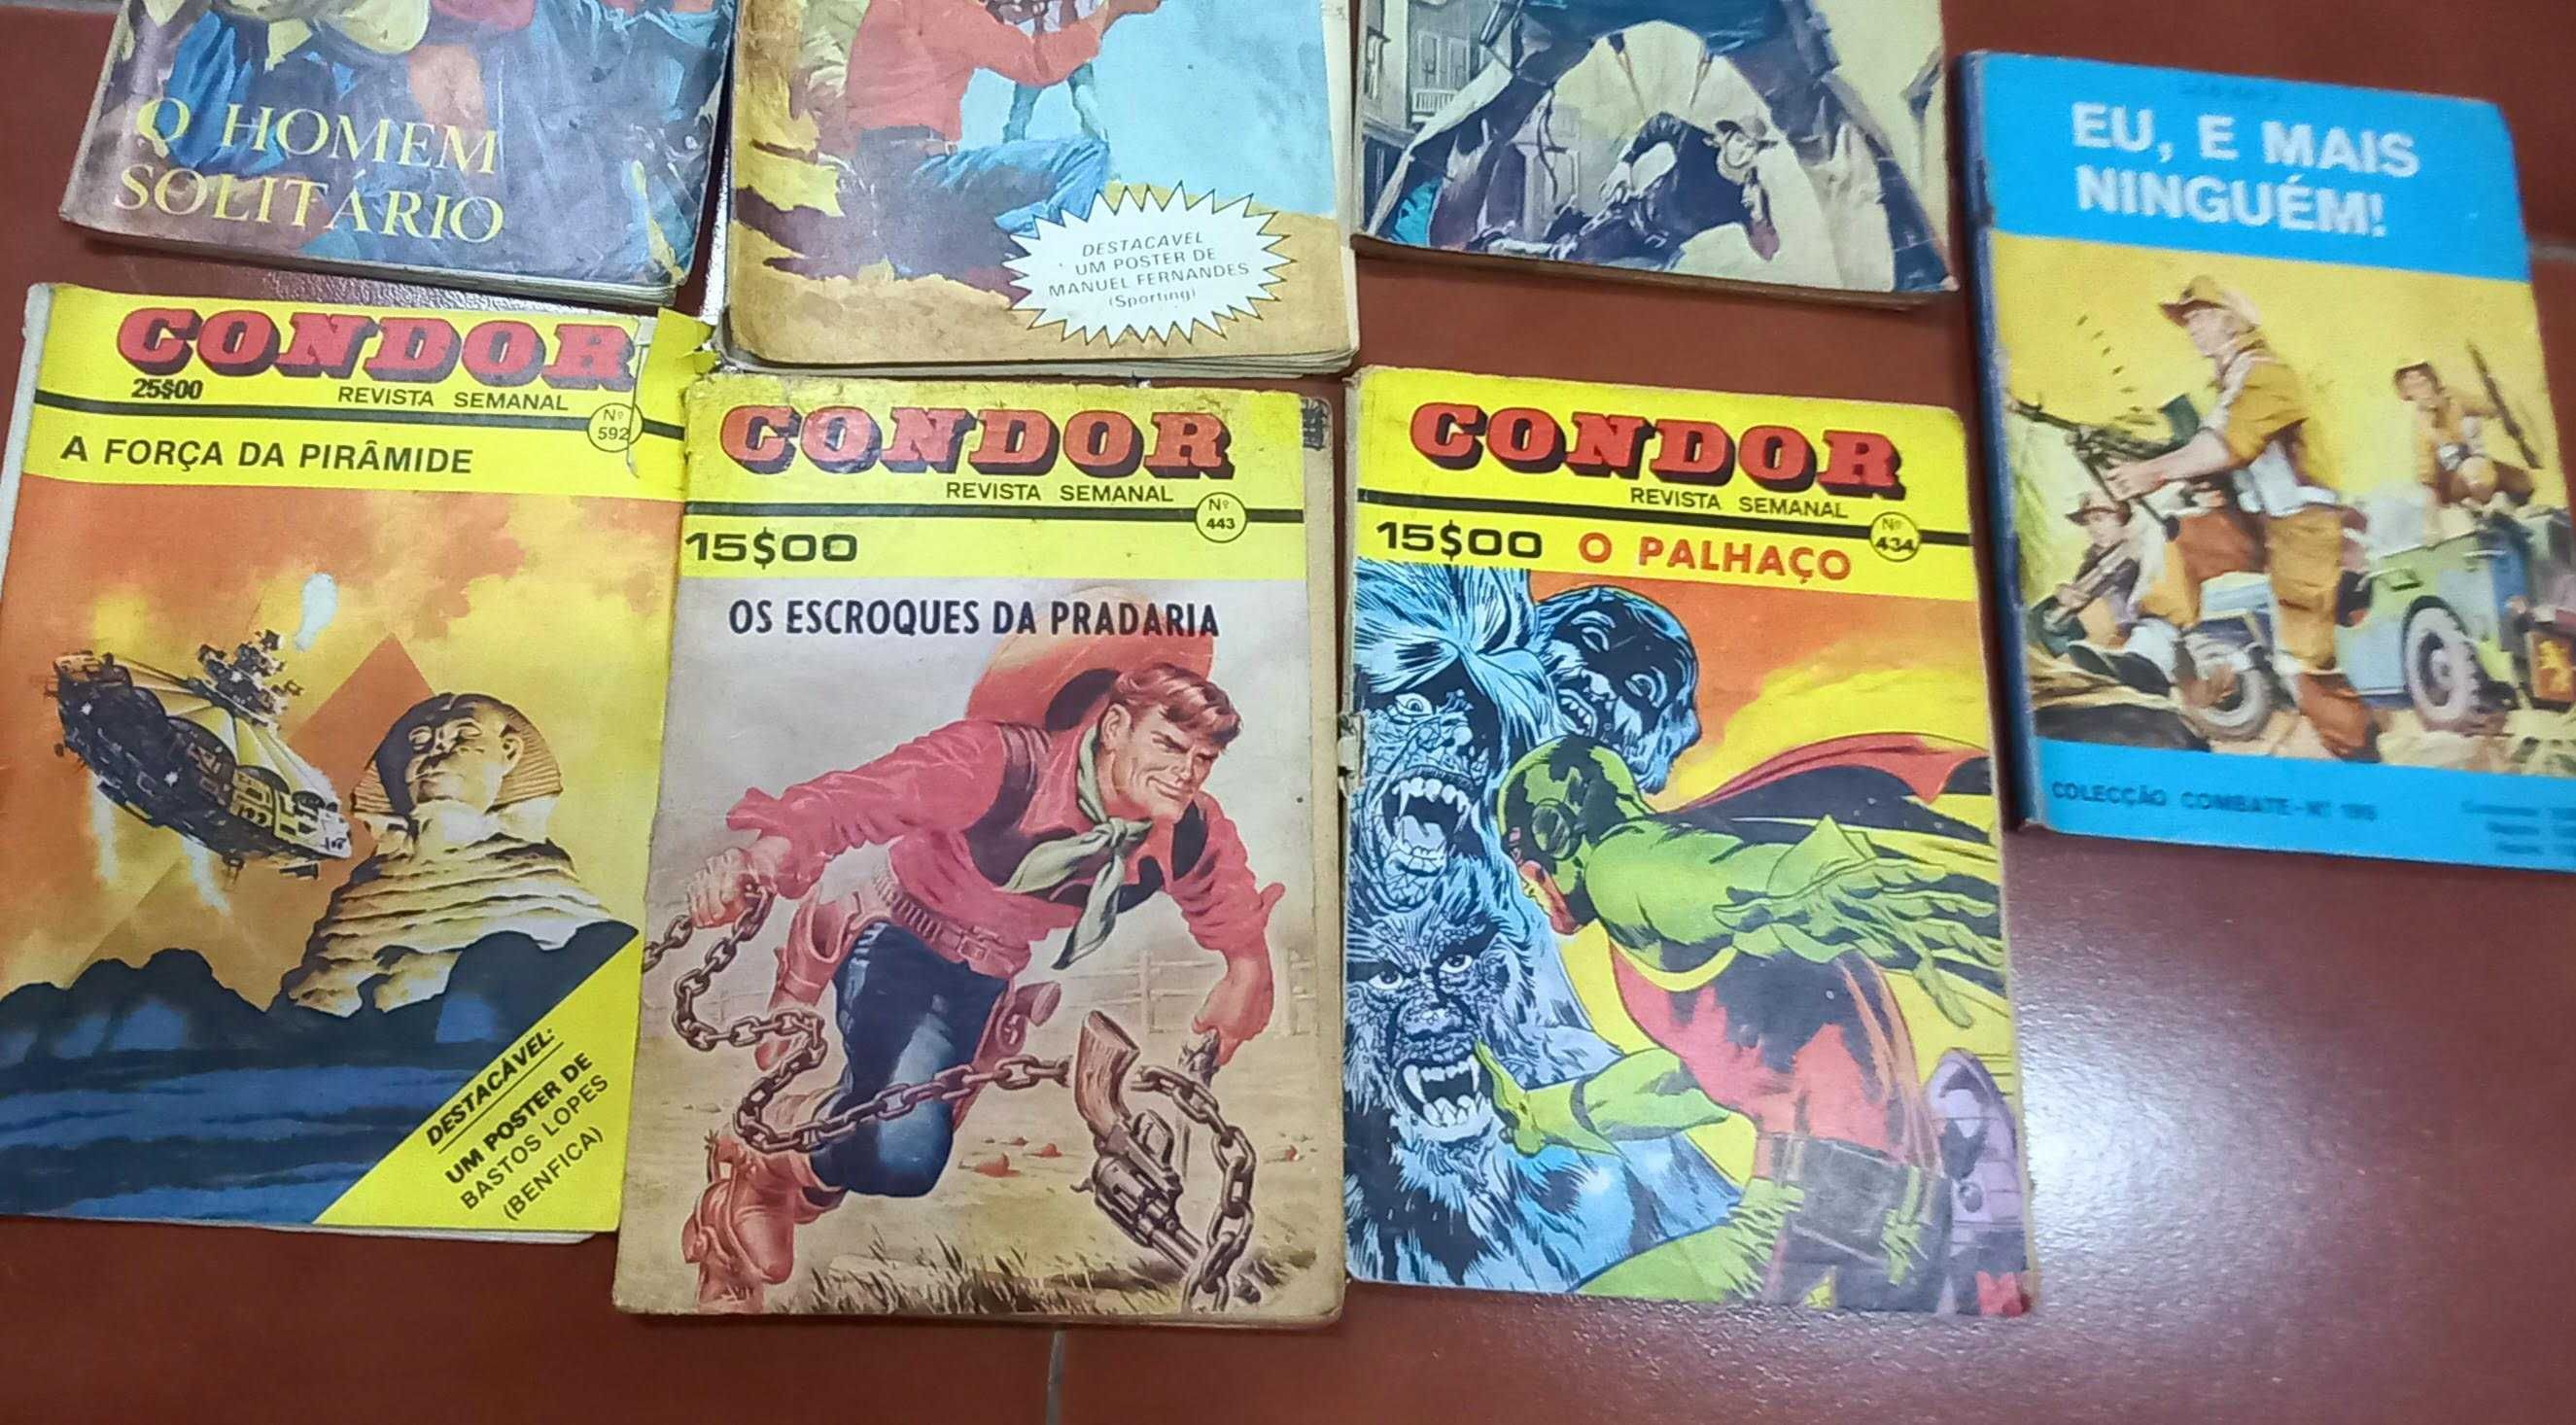 O HOMEM
SOLITÁRIO
DESTACAVEL
UM POSTER DE
MANUEL FERNANDES
(Sporting)
EU, E MAIS
NINGUÉM!
COLECÇÃO COMBATE - Nº
CONDOR
25$00
REVISTA SEMANAL
Nº
592
A FORÇA DA PIRÂMIDE
DESTACÁVEL:
UM POSTER DE
BASTOS LOPES
(BENFICA)
CONDOR
REVISTA SEMANAL
Nº
443
15$00
OS ESCROQUES DA PRADARIA
CONDOR
REVISTA SEMANAL
Nº
434
15$00 O PALHAÇO